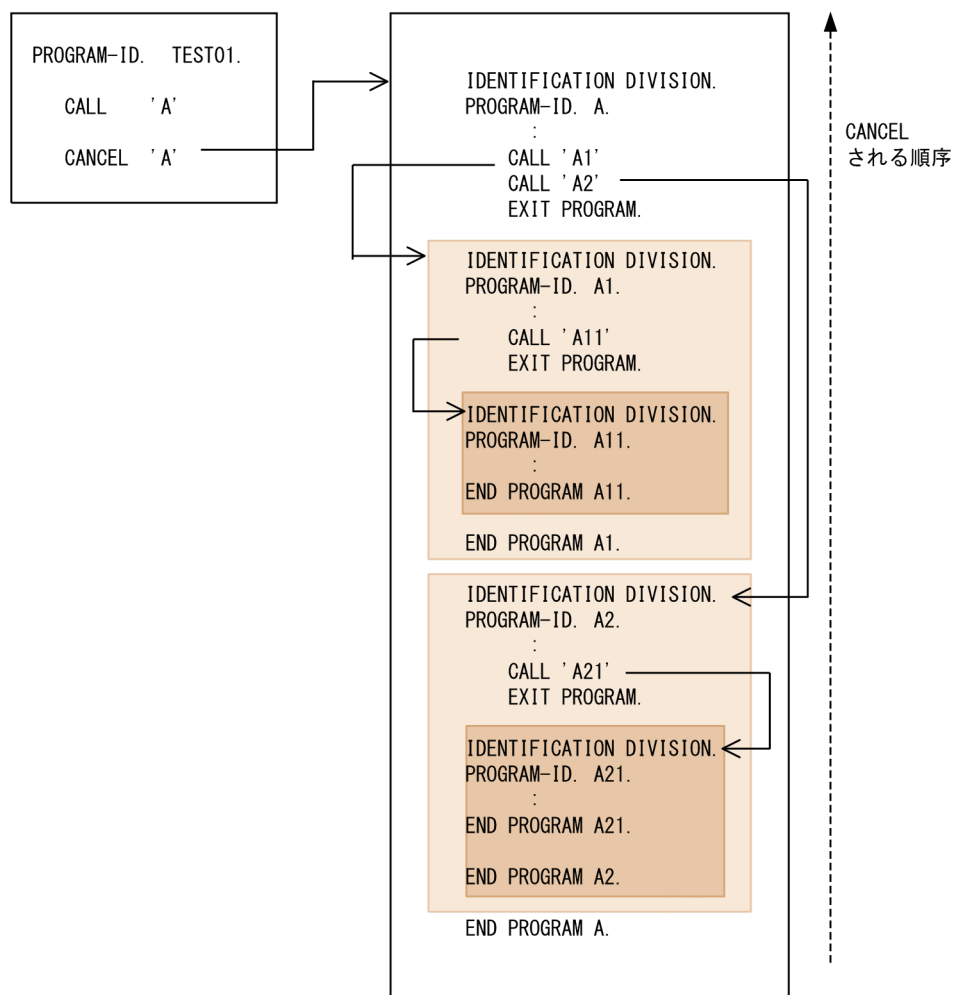 PROGRAM-ID. TEST01.
CALL 'A'
CANCEL 'A'
IDENTIFICATION DIVISION.
PROGRAM-ID. A.
:
CALL 'A1'
CALL 'A2'
EXIT PROGRAM.
IDENTIFICATION DIVISION.
PROGRAM-ID. A1.
:
CALL 'A11'
EXIT PROGRAM.
IDENTIFICATION DIVISION.
PROGRAM-ID. A11.
:
END PROGRAM A11.
END PROGRAM A1.
IDENTIFICATION DIVISION.
PROGRAM-ID. A2.
:
CALL 'A21'
EXIT PROGRAM.
IDENTIFICATION DIVISION.
PROGRAM-ID. A21.
:
END PROGRAM A21.
END PROGRAM A2.
END PROGRAM A.
CANCEL
される順序